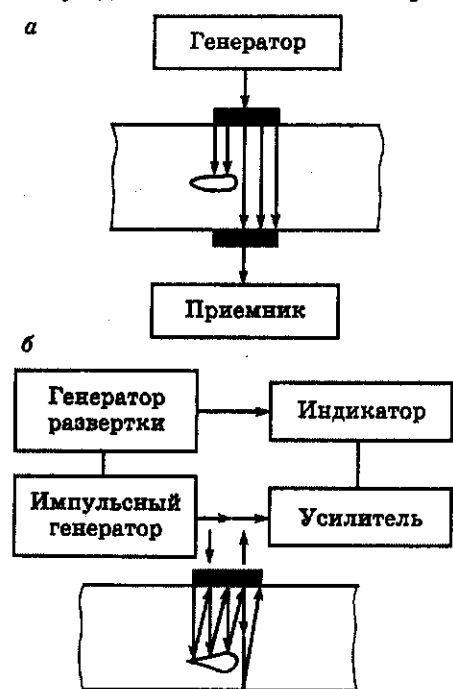 а
Генератор
Приемник
б
Генератор
развертки
Индикатор
Импульсный
генератор
Усилитель